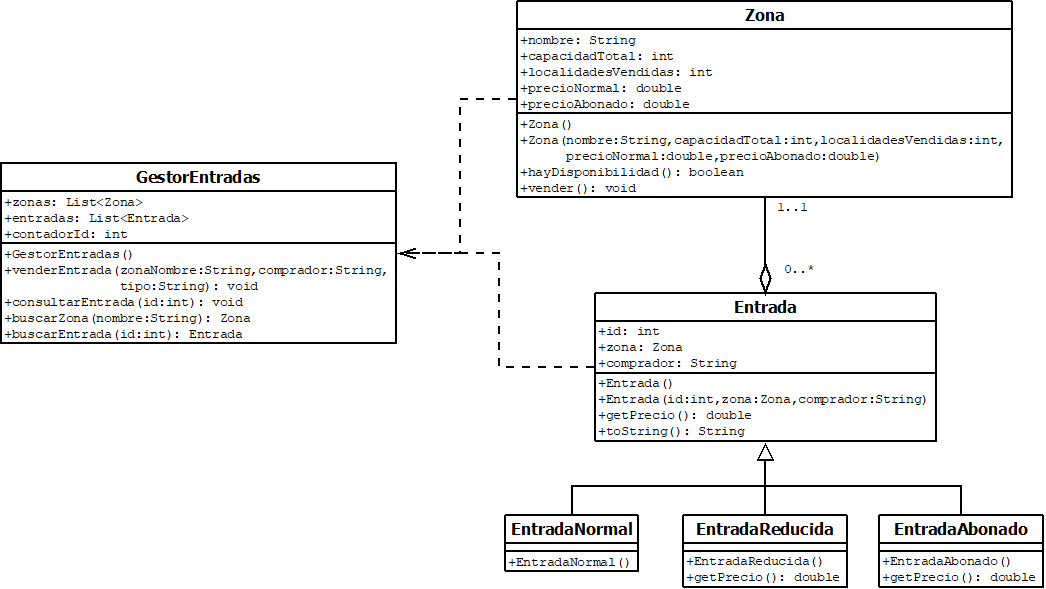 Zona
+nombre: String
+capacidadTotal: int
+localidadesVendidas: int
+precioNormal: double
+precioAbonado: double
+Zona()
+Zona(nombre:String,capacidadTotal:int,localidadesVendidas:int,
precioNormal:double,precioAbonado:double)
+hayDisponibilidad(): boolean
+vender(): void
GestorEntradas
+zonas: List<Zona>
+entradas: List<Entrada>
+contadorId: int
+GestorEntradas()
+venderEntrada(zonaNombre:String,comprador:String,
tipo:String): void
+consultarEntrada(id:int): void
+buscarZona(nombre:String): Zona
+buscarEntrada(id:int): Entrada
1..1
0..*
Entrada
+id: int
+zona: Zona
+comprador: String
+Entrada()
+Entrada(id:int,zona:Zona,comprador:String)
+getPrecio(): double
+toString(): String
EntradaNormal
+EntradaNormal()
EntradaReducida
+EntradaReducida()
+getPrecio(): double
EntradaAbonado
+EntradaAbonado()
+getPrecio(): double